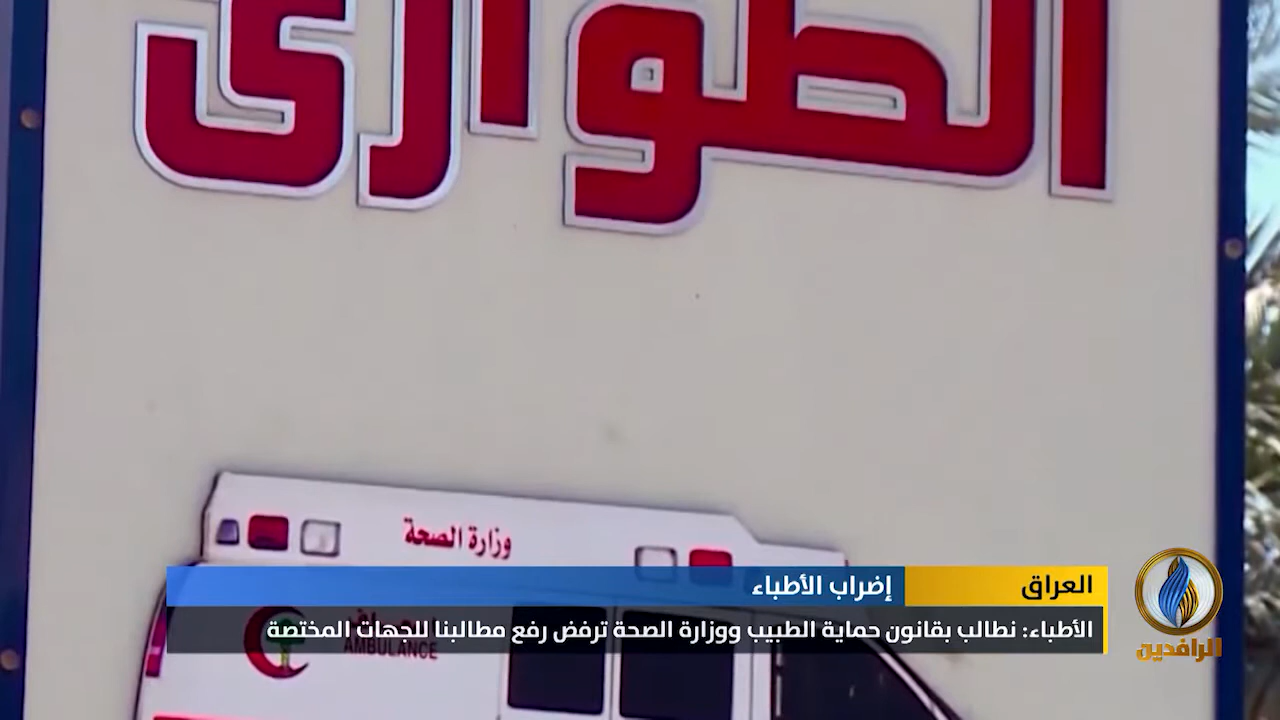 الطوارئ
وزارة الصحة
AMBULANCE
العراق
إضراب الأطباء
الأطباء: نطالب بقانون حماية الطبيب ووزارة الصحة ترفض رفع مطالبنا للجهات المختصة
الرافدين